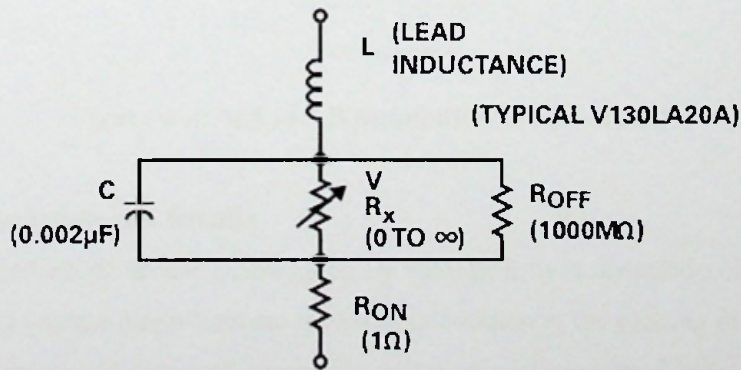 L (LEAD
INDUCTANCE)
(TYPICAL V130LA20A)
C
(0.002µF)
V
Rx
(0 TO ∞)
ROFF
(1000MΩ)
RON
(1Ω)